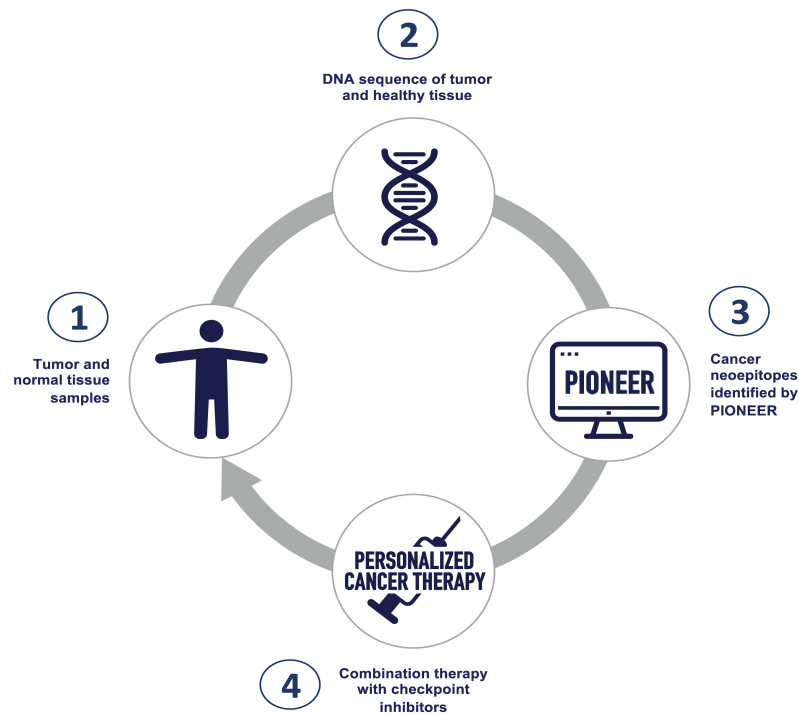 2
DNA sequence of tumor
and healthy tissue
1
Tumor and
normal tissue
samples
3
Cancer
neoepitopes
identified by
PIONEER
PIONEER
PERSONALIZED
CANCER THERAPY
4
Combination therapy
with checkpoint
inhibitors